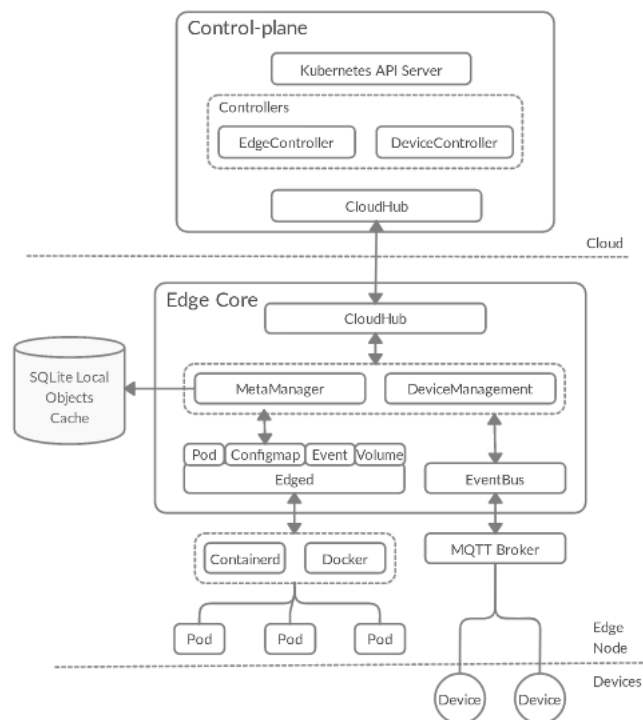 Control-plane
Kubernetes API Server
Controllers
EdgeController
DeviceController
CloudHub
Cloud
Edge Core
CloudHub
SQLite Local
Objects
Cache
MetaManager
DeviceManagement
Pod
Configmap
Event
Volume
Edged
EventBus
Containerd
Docker
MQTT Broker
Pod
Pod
Pod
Edge
Node
Devices
Device
Device